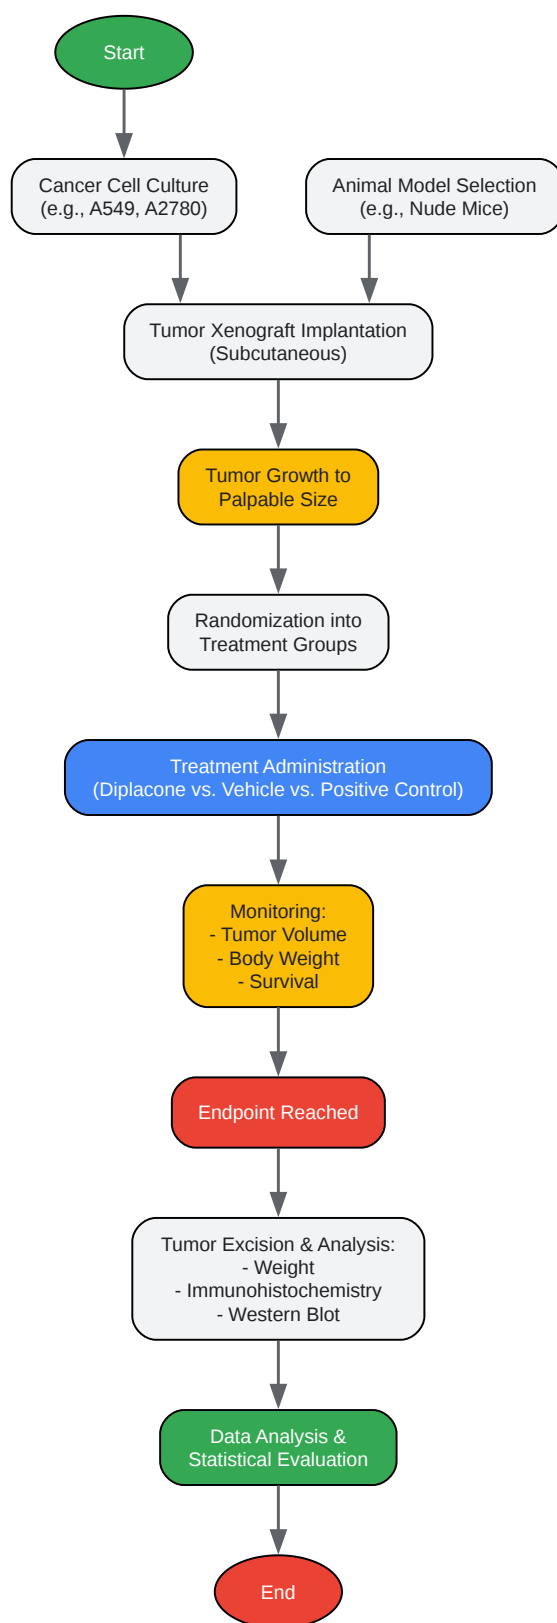 Start
Cancer Cell Culture
(e.g., A549, A2780)
Animal Model Selection
(e.g., Nude Mice)
Tumor Xenograft Implantation
(Subcutaneous)
Tumor Growth to
Palpable Size
Randomization into
Treatment Groups
Treatment Administration
(Diplacone vs. Vehicle vs. Positive Control)
Monitoring:
- Tumor Volume
- Body Weight
- Survival
Endpoint Reached
Tumor Excision & Analysis:
- Weight
- Immunohistochemistry
- Western Blot
Data Analysis &
Statistical Evaluation
End